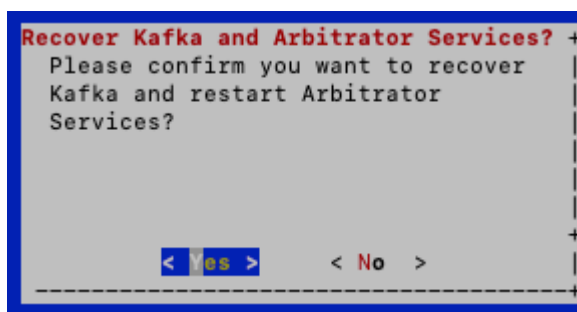 Recover Kafka and Arbitrator Services?
Please confirm you want to recover
Kafka and restart Arbitrator
Services?
< Yes > < No >